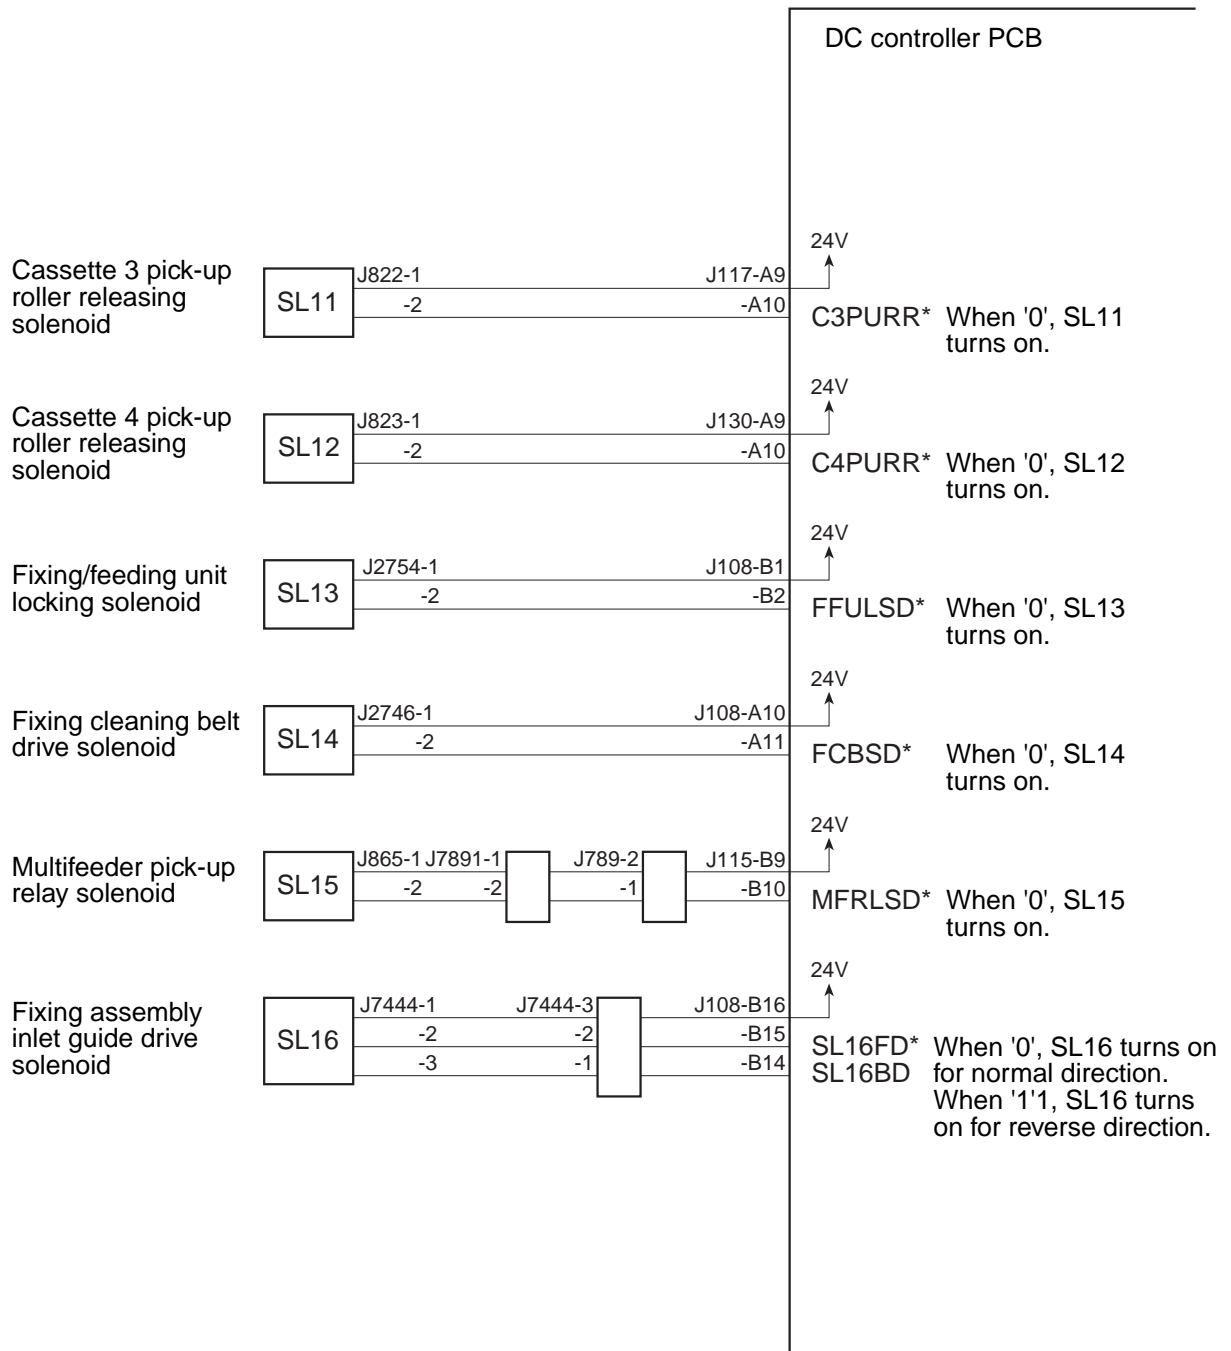 DC controller PCB
24V
Cassette 3 pick-up
roller releasing
solenoid
SL11
J822-1
J117-A9
-2
-A10
C3PURR* When '0', SL11
turns on.
24V
Cassette 4 pick-up
roller releasing
solenoid
SL12
J823-1
J130-A9
-2
-A10
C4PURR* When '0', SL12
turns on.
24V
Fixing/feeding unit
locking solenoid
SL13
J2754-1
J108-B1
-2
-B2
FFULSD* When '0', SL13
turns on.
24V
Fixing cleaning belt
drive solenoid
SL14
J2746-1
J108-A10
-2
-A11
FCBSD* When '0', SL14
turns on.
24V
Multifeeder pick-up
relay solenoid
SL15
J865-1 J7891-1
J789-2
J115-B9
-2
-2
-1
-B10
MFRLSD* When '0', SL15
turns on.
24V
Fixing assembly
inlet guide drive
solenoid
SL16
J7444-1
J7444-3
J108-B16
-2
-2
-B15
-3
-1
-B14
SL16FD* When '0', SL16 turns on
SL16BD for normal direction.
When '1'1, SL16 turns
on for reverse direction.